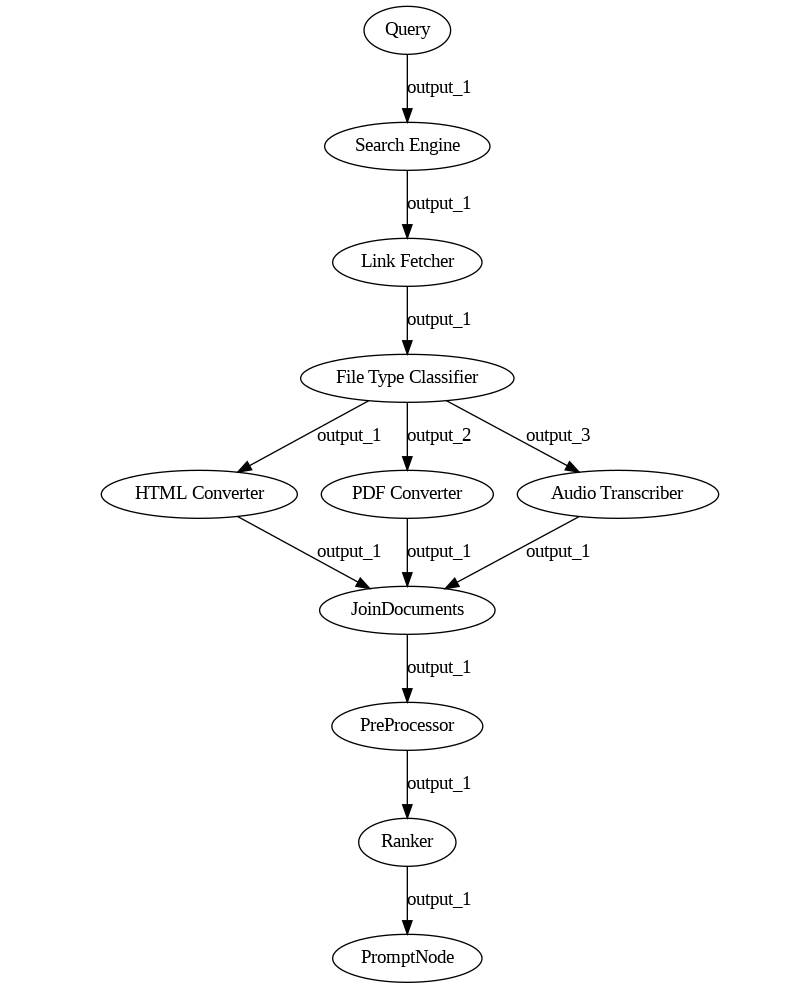 Query
output_1
Search Engine
output_1
Link Fetcher
output_1
File Type Classifier
output_1 output_2 output_3
HTML Converter PDF Converter Audio Transcriber
output_1 output_1 output_1
JoinDocuments
output_1
PreProcessor
output_1
Ranker
output_1
PromptNode